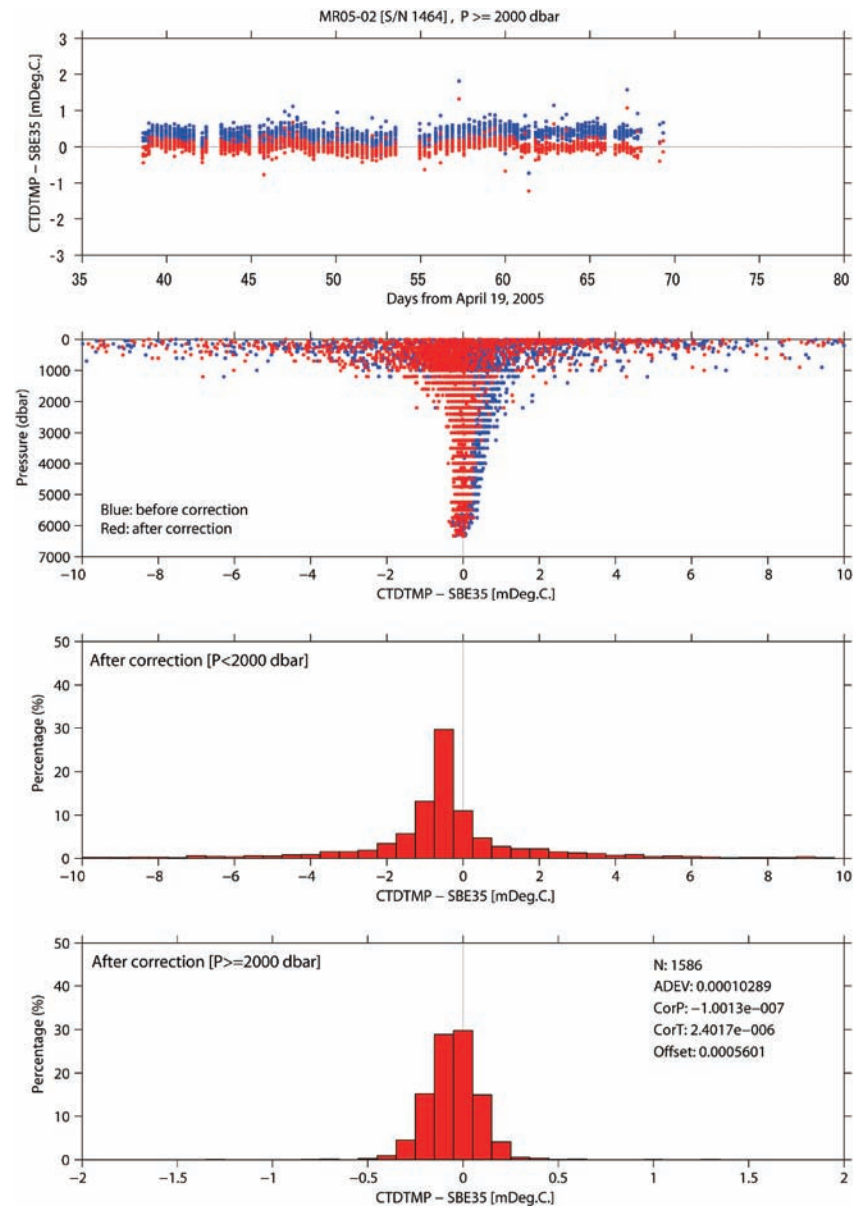 MR05-02 [S/N 1464] , P >= 2000 dbar
CTDTMP – SBE35 [mDeg.C.]
3
2
1
0
-1
-2
-3
35 40 45 50 55 60 65 70 75 80
Days from April 19, 2005
Pressure (dbar)
0
1000
2000
3000
4000
5000
6000
7000
Blue: before correction
Red: after correction
−10 −8 −6 −4 −2 0 2 4 6 8 10
CTDTMP – SBE35 [mDeg.C.]
After correction [P<2000 dbar]
Percentage (%)
50
40
30
20
10
0
−10 −8 −6 −4 −2 0 2 4 6 8 10
CTDTMP – SBE35 [mDeg.C.]
After correction [P>=2000 dbar]
Percentage (%)
50
40
30
20
10
0
N: 1586
ADEV: 0.00010289
CorP: −1.0013e−007
CorT: 2.4017e−006
Offset: 0.0005601
−2 −1.5 −1 −0.5 0 0.5 1 1.5 2
CTDTMP – SBE35 [mDeg.C.]